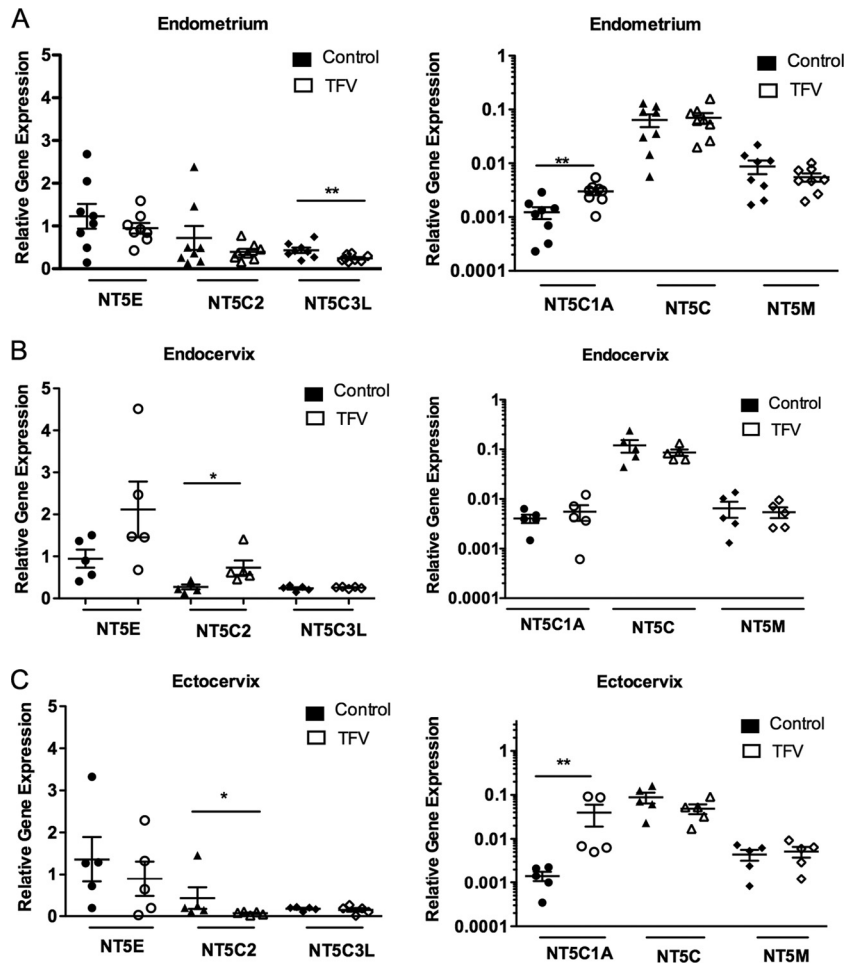 A
Endometrium
Relative Gene Expression
5
4
3
2
1
0
Control
TFV
**
NT5E
NT5C2
NT5C3L
Endometrium
Relative Gene Expression
1
0.1
0.01
0.001
0.0001
Control
TFV
**
NT5C1A
NT5C
NT5M
B
Endocervix
Relative Gene Expression
5
4
3
2
1
0
Control
TFV
*
NT5E
NT5C2
NT5C3L
Endocervix
Relative Gene Expression
1
0.1
0.01
0.001
0.0001
Control
TFV
NT5C1A
NT5C
NT5M
C
Ectocervix
Relative Gene Expression
5
4
3
2
1
0
Control
TFV
*
NT5E
NT5C2
NT5C3L
Ectocervix
Relative Gene Expression
1
0.1
0.01
0.001
0.0001
Control
TFV
**
NT5C1A
NT5C
NT5M